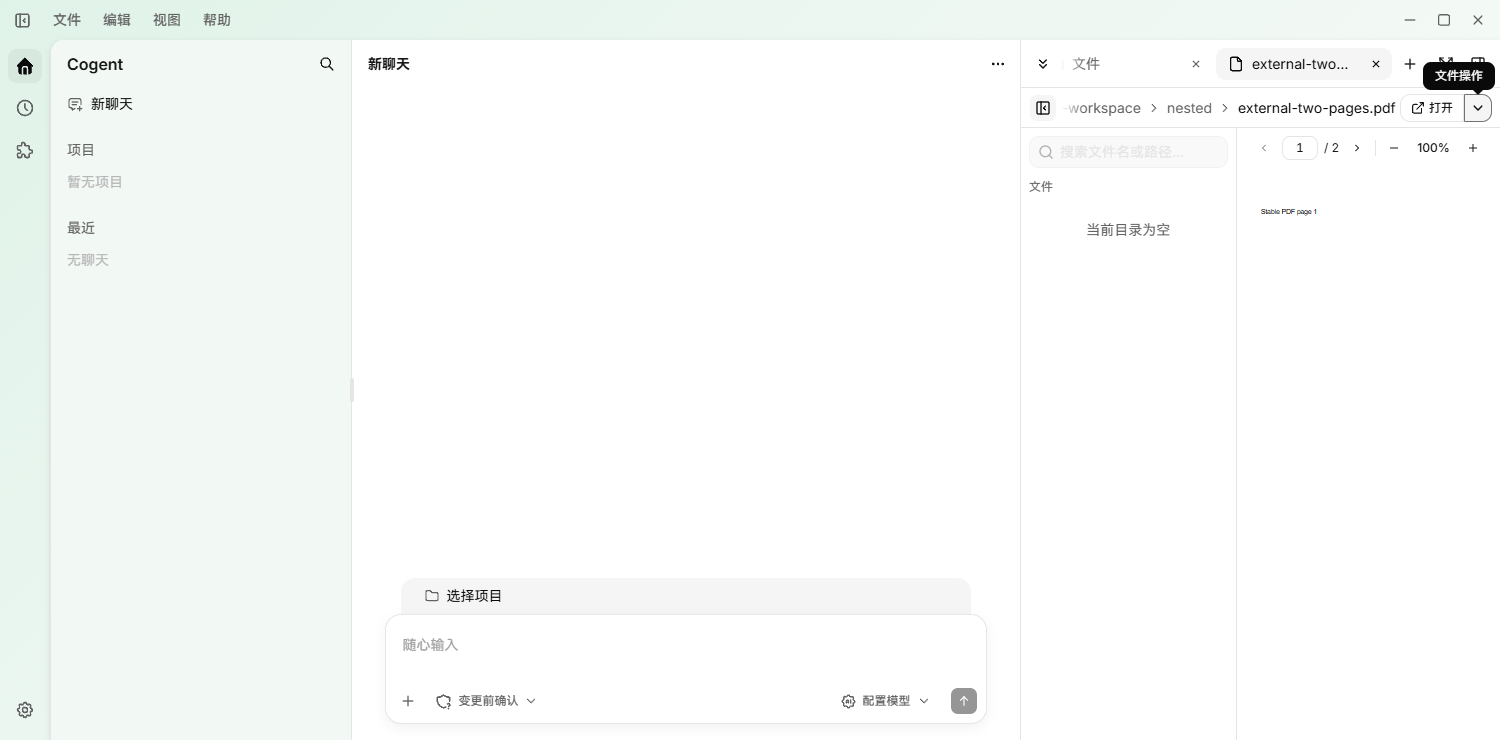 文件 编辑 视图 帮助
Cogent
新聊天
项目
暂无项目
最近
无聊天
新聊天
选择项目
随心输入
变更前确认
配置模型
文件
external-two...
文件操作
-workspace > nested > external-two-pages.pdf
打开
搜索文件名或路径...
文件
当前目录为空
1 / 2
100%
Stable PDF page 1